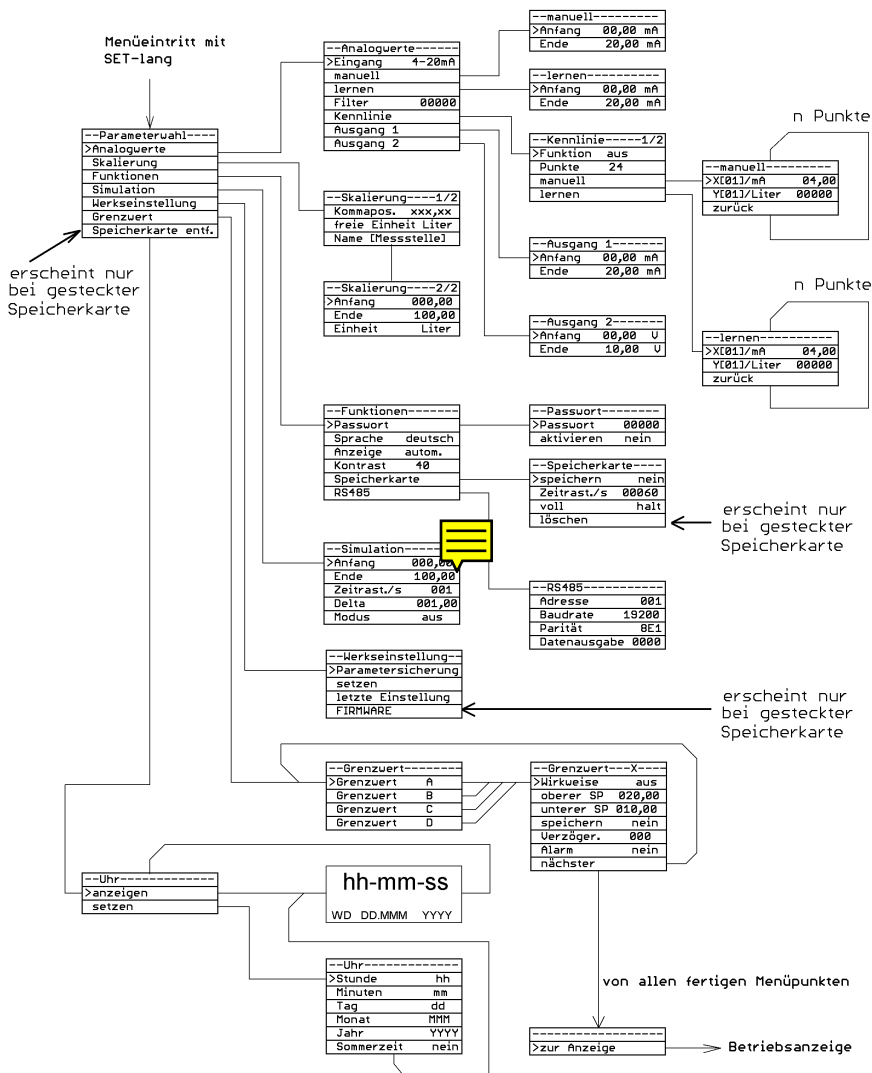 Menüeintritt mit
SET-lang
--Parameterwahl----
>Analogwerte
Skalierung
Funktionen
Simulation
Werkseinstellung
Grenzwert
Speicherkarte entf.
erscheint nur
bei gesteckter
Speicherkarte
--Analogwerte------
>Eingang 4-20mA
manuell
lernen
Filter 00000
Kennlinie
Ausgang 1
Ausgang 2
--manuell----------
>Anfang 00,00 mA
Ende 20,00 mA
--lernen-----------
>Anfang 00,00 mA
Ende 20,00 mA
--Kennlinie-----1/2
>Funktion aus
Punkte 24
manuell
lernen
n Punkte
--manuell----------
>X[01]/mA 04,00
Y[01]/Liter 00000
zurück
n Punkte
--lernen-----------
>X[01]/mA 04,00
Y[01]/Liter 00000
zurück
--Ausgang 1--------
>Anfang 00,00 mA
Ende 20,00 mA
--Ausgang 2--------
>Anfang 00,00 V
Ende 10,00 V
--Skalierung----1/2
Kommapos. xxx,xx
freie Einheit Liter
Name [Messstelle]
--Skalierung----2/2
>Anfang 000,00
Ende 100,00
Einheit Liter
--Funktionen-------
>Passwort
Sprache deutsch
Anzeige autom.
Kontrast 40
Speicherkarte
RS485
--Passwort---------
>Passwort 00000
aktivieren nein
--Speicherkarte----
>speichern nein
Zeitrast./s 00060
voll halt
löschen
erscheint nur
bei gesteckter
Speicherkarte
--Simulation
>Anfang 000,00
Ende 100,00
Zeitrast./s 001
Delta 001,00
Modus aus
--RS485------------
Adresse 001
Baudrate 19200
Parität 8E1
Datenausgabe 0000
--Werkseinstellung-
>Parametersicherung
setzen
letzte Einstellung
FIRMWARE
erscheint nur
bei gesteckter
Speicherkarte
--Grenzwert--------
>Grenzwert A
Grenzwert B
Grenzwert C
Grenzwert D
--Grenzwert---X----
>Wirkweise aus
oberer SP 020,00
unterer SP 010,00
speichern nein
Verzöger. 000
Alarm nein
nächster
--Uhr--------------
>anzeigen
setzen
hh-mm-ss
WD DD.MMM YYYY
--Uhr--------------
>Stunde hh
Minuten mm
Tag dd
Monat MMM
Jahr YYYY
Sommerzeit nein
von allen fertigen Menüpunkten
-------------------
>zur Anzeige
Betriebsanzeige